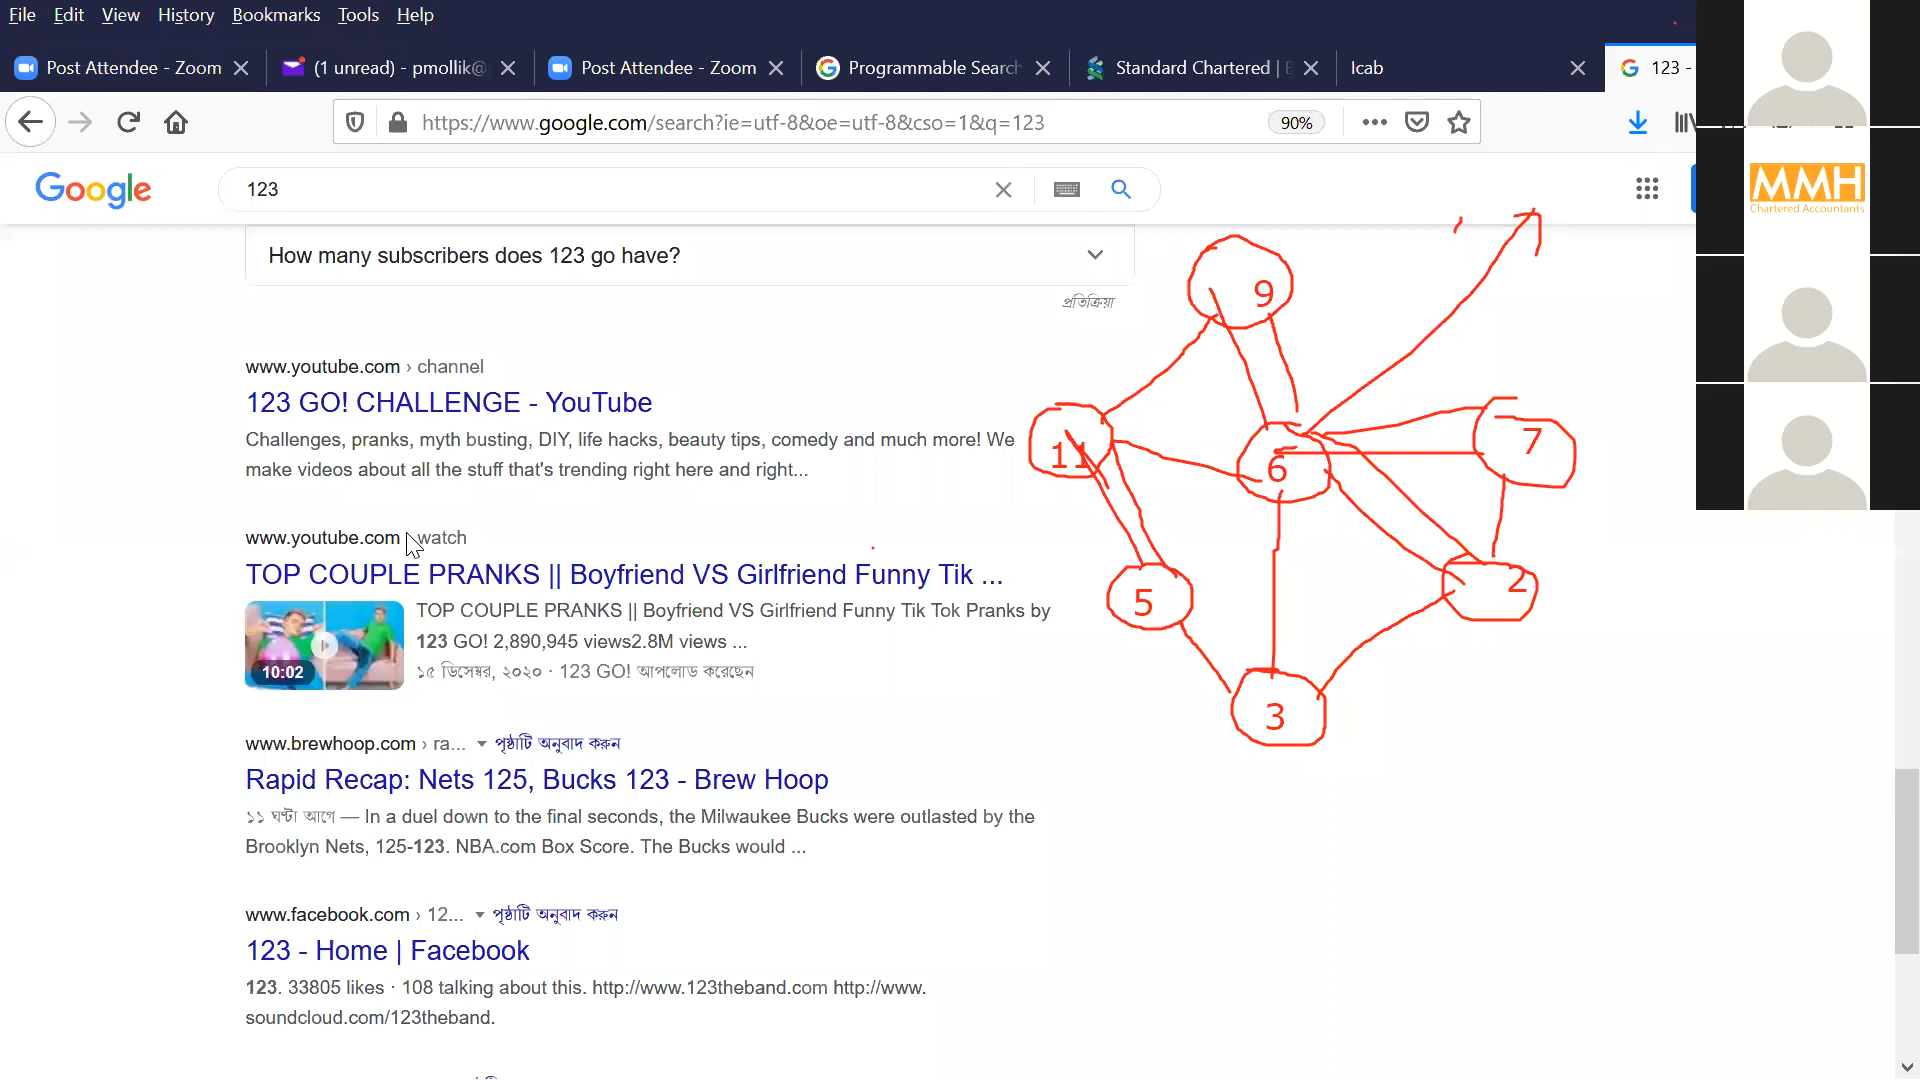 File Edit View History Bookmarks Tools Help
Post Attendee - Zoom
(1 unread) - pmollik@
Post Attendee - Zoom
Programmable Search
Standard Chartered |
Icab
123 -
https://www.google.com/search?ie=utf-8&oe=utf-8&cso=1&q=123
90%
Google
123
How many subscribers does 123 go have?
প্রতিক্রিয়া
www.youtube.com › channel
123 GO! CHALLENGE - YouTube
Challenges, pranks, myth busting, DIY, life hacks, beauty tips, comedy and much more! We
make videos about all the stuff that's trending right here and right...
www.youtube.com watch
TOP COUPLE PRANKS || Boyfriend VS Girlfriend Funny Tik ...
TOP COUPLE PRANKS || Boyfriend VS Girlfriend Funny Tik Tok Pranks by
123 GO! 2,890,945 views2.8M views ...
১৫ ডিসেম্বর, ২০২০ · 123 GO! আপলোড করেছেন
10:02
www.brewhoop.com › ra... পৃষ্ঠাটি অনুবাদ করুন
Rapid Recap: Nets 125, Bucks 123 - Brew Hoop
১১ ঘণ্টা আগে — In a duel down to the final seconds, the Milwaukee Bucks were outlasted by the
Brooklyn Nets, 125-123. NBA.com Box Score. The Bucks would ...
www.facebook.com › 12... পৃষ্ঠাটি অনুবাদ করুন
123 - Home | Facebook
123. 33805 likes · 108 talking about this. http://www.123theband.com http://www.
soundcloud.com/123theband.
9
11
6
7
5
2
3
MMH
Chartered Accountants